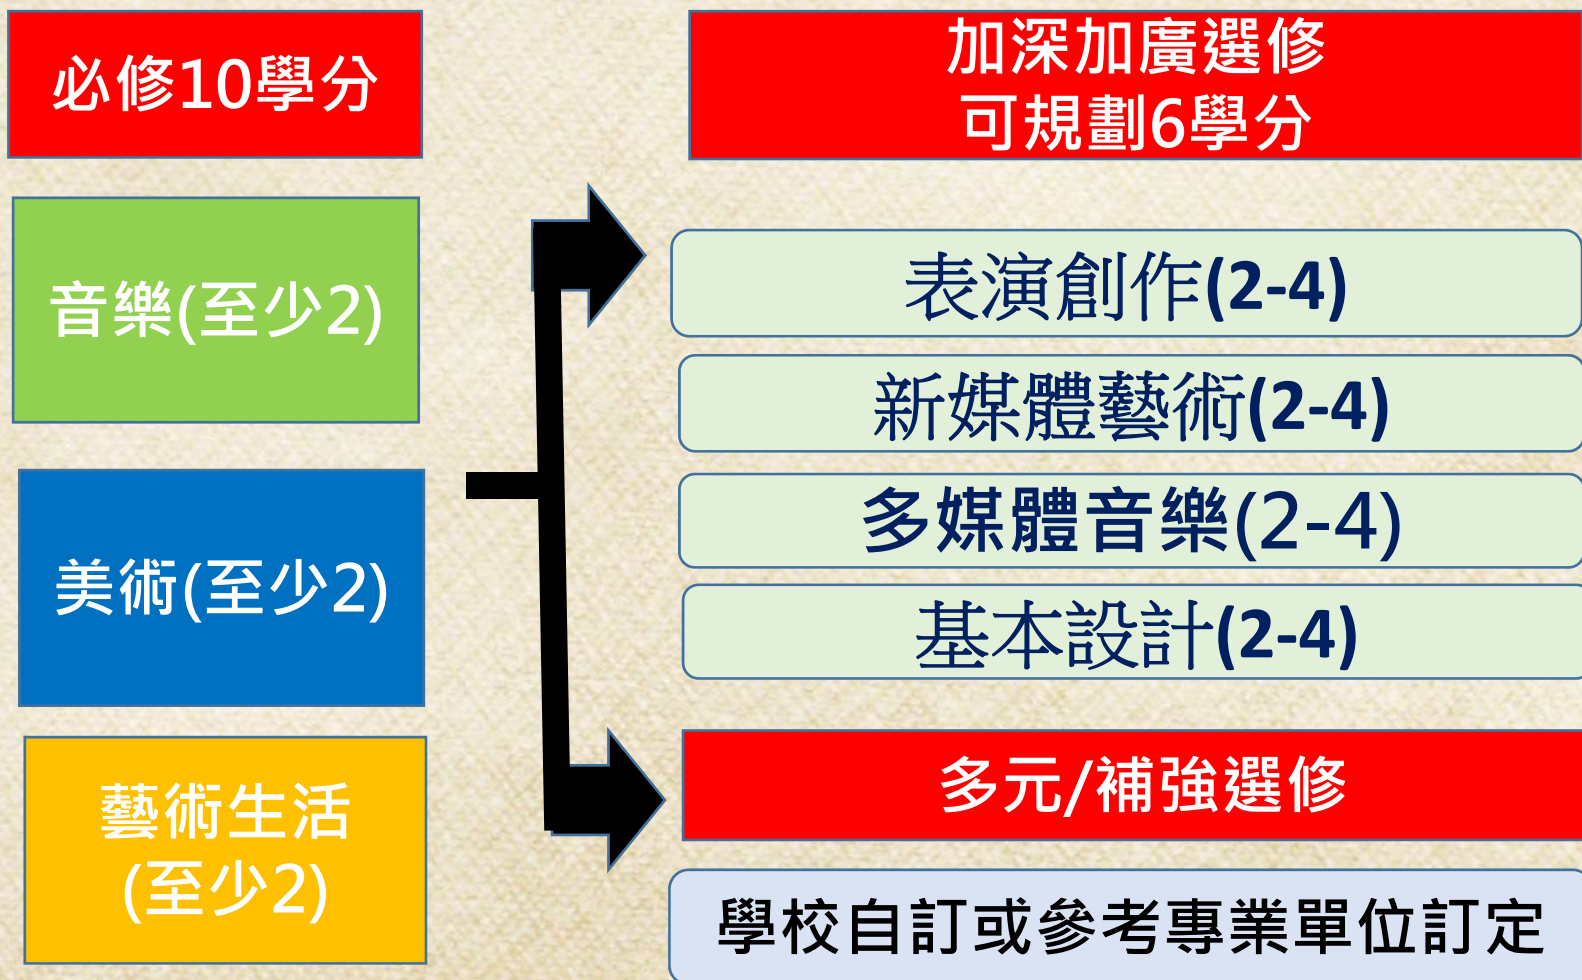 必修10學分
音樂(至少2)
美術(至少2)
藝術生活
(至少2)
加深加廣選修
可規劃6學分
表演創作(2-4)
新媒體藝術(2-4)
多媒體音樂(2-4)
基本設計(2-4)
多元/補強選修
學校自訂或參考專業單位訂定